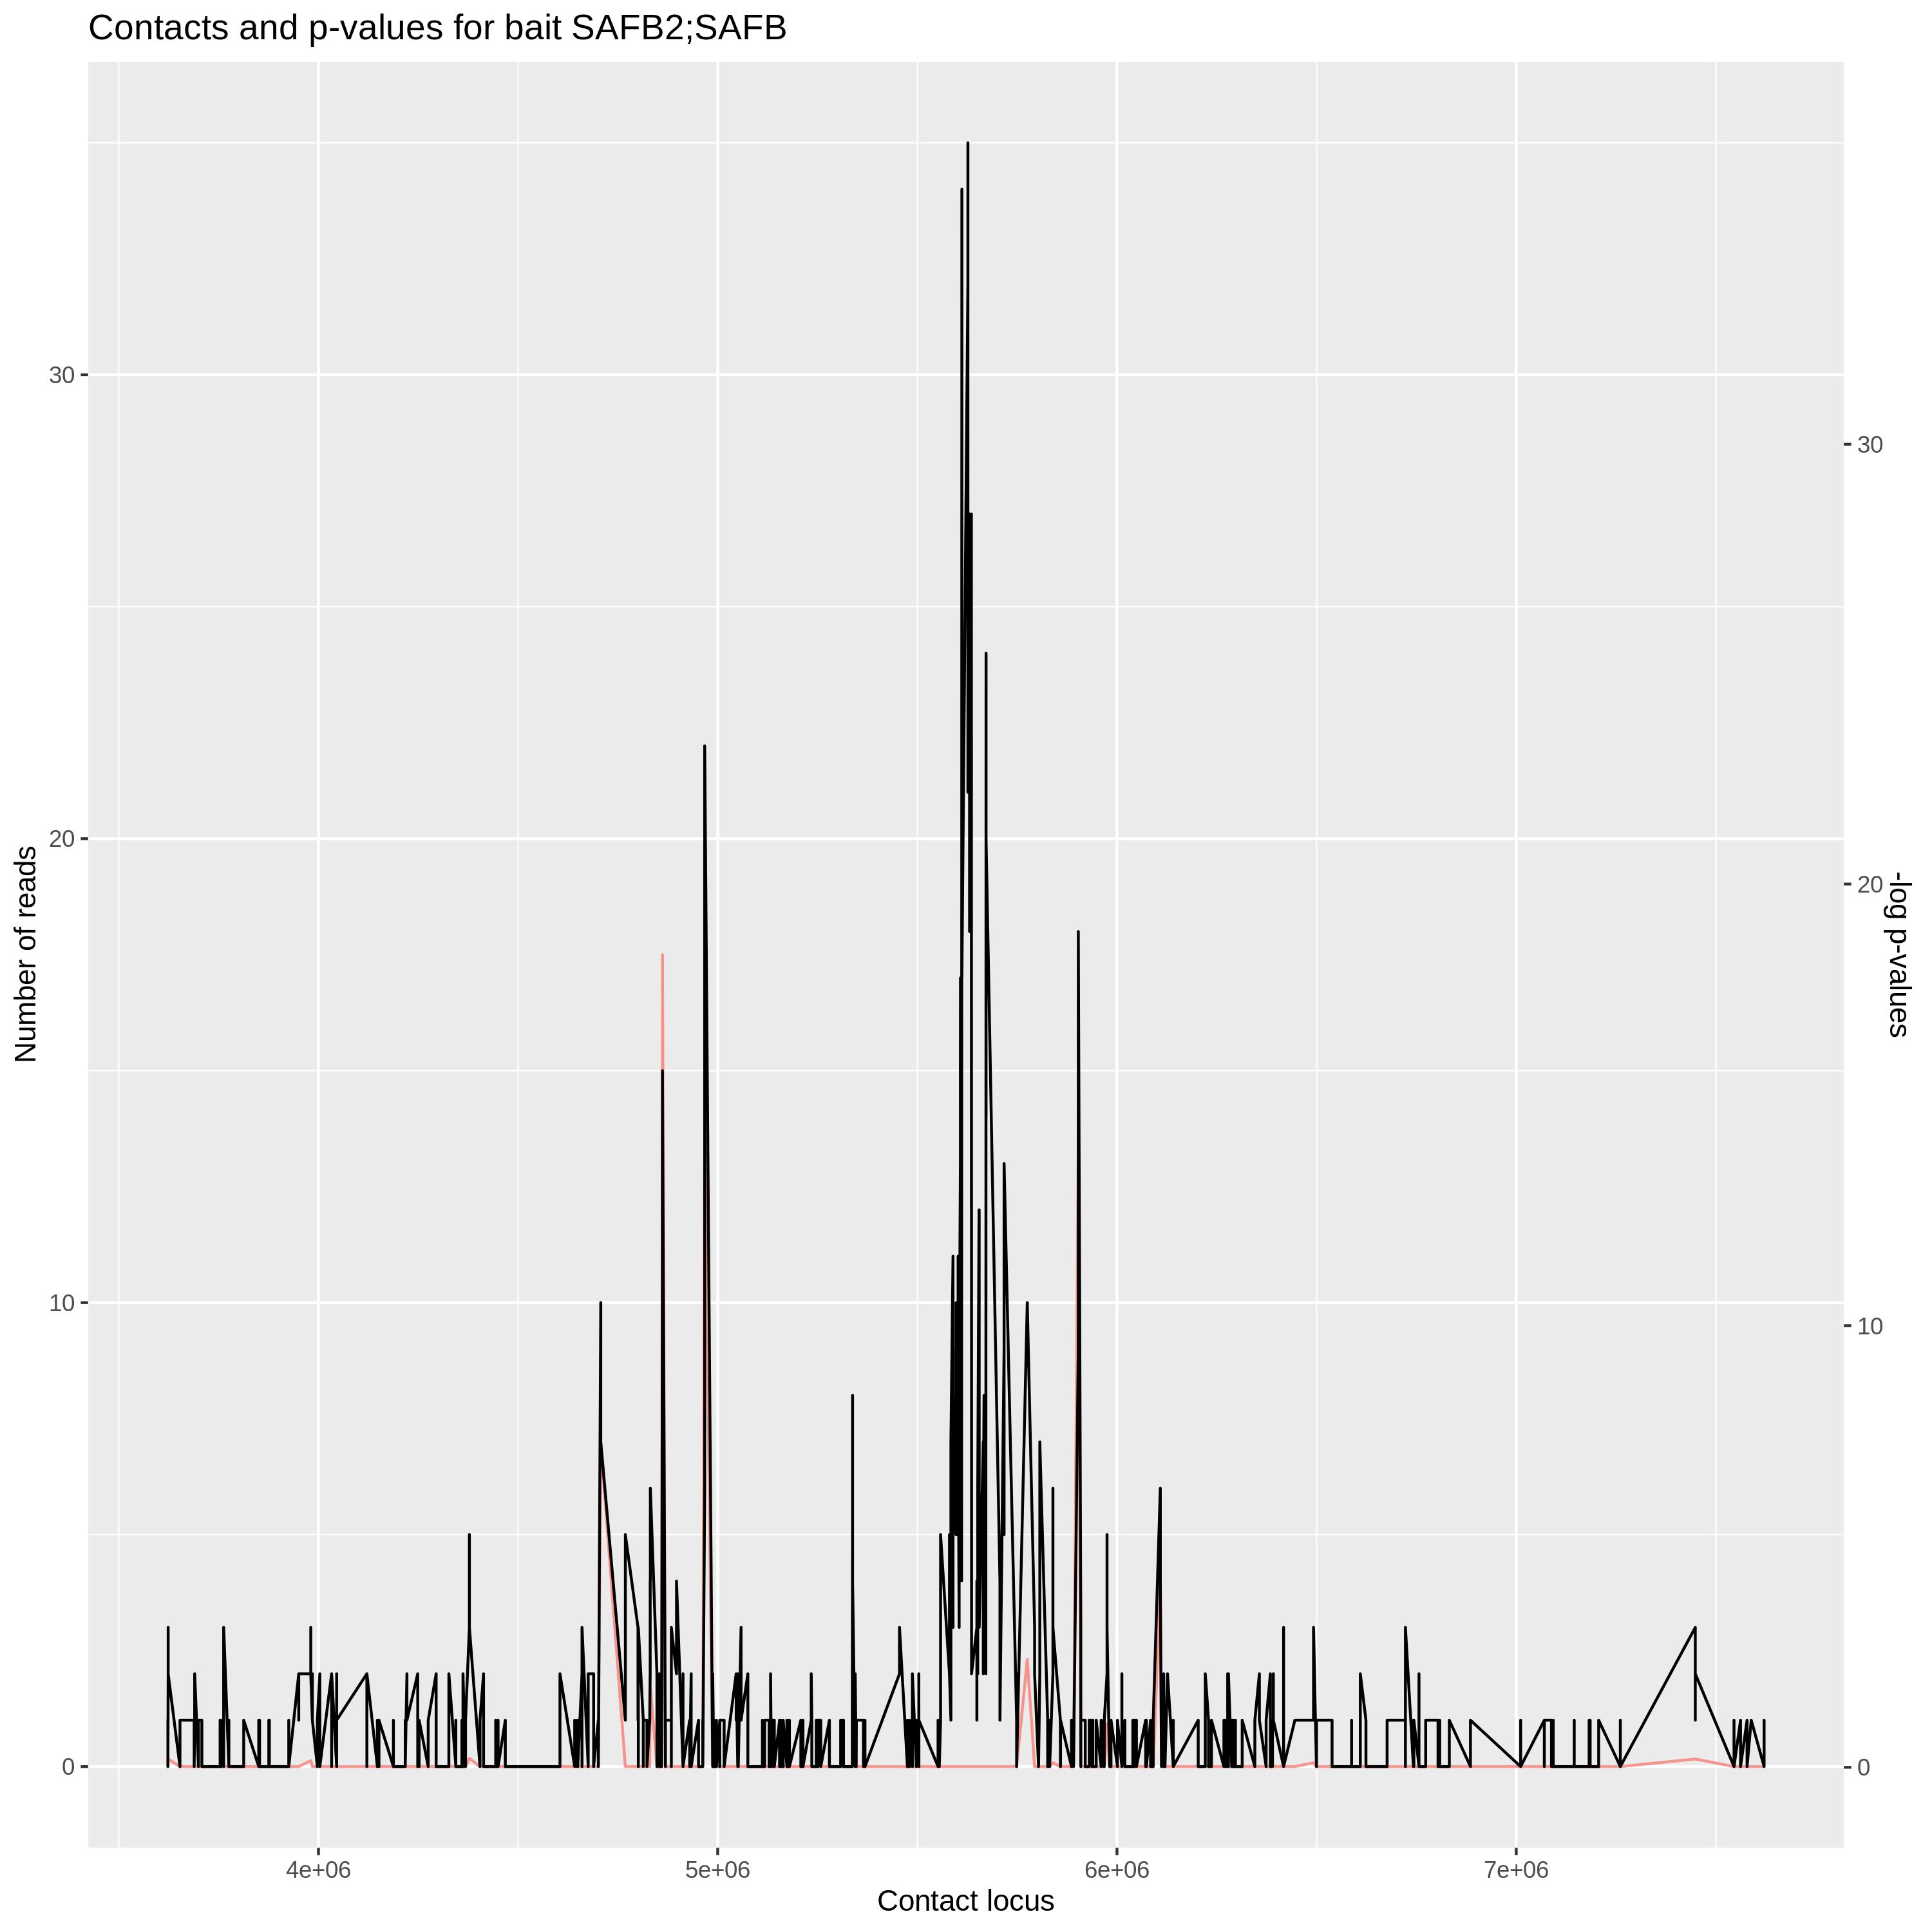 Contacts and p-values for bait SAFB2;SAFB
30
20
10
0
Number of reads
30
20
10
0
-log p-values
4e+06 5e+06 6e+06 7e+06
Contact locus